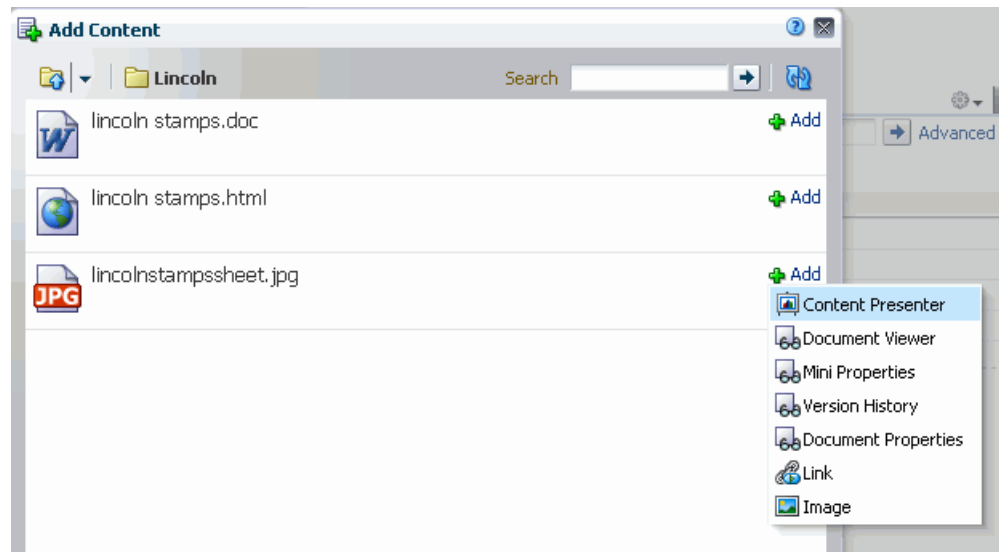 Add Content
Lincoln
Search
Advanced
W
lincoln stamps.doc
Add
lincoln stamps.html
Add
JPG
lincolnstampssheet.jpg
Add
Content Presenter
Document Viewer
Mini Properties
Version History
Document Properties
Link
Image